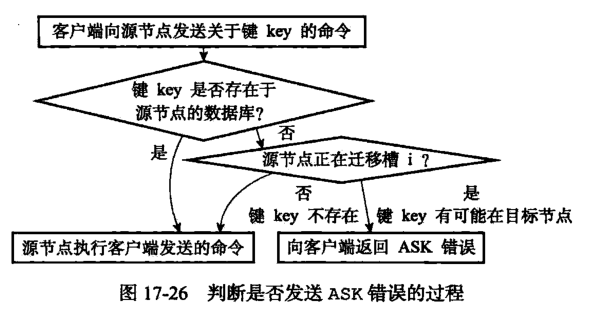 客户端向源节点发送关于键 key 的命令
键 key 是否存在于
源节点的数据库?
是
否
源节点正在迁移槽 i ?
否
键 key 不存在
是
键 key 有可能在目标节点
源节点执行客户端发送的命令
向客户端返回 ASK 错误
图 17-26 判断是否发送 ASK 错误的过程